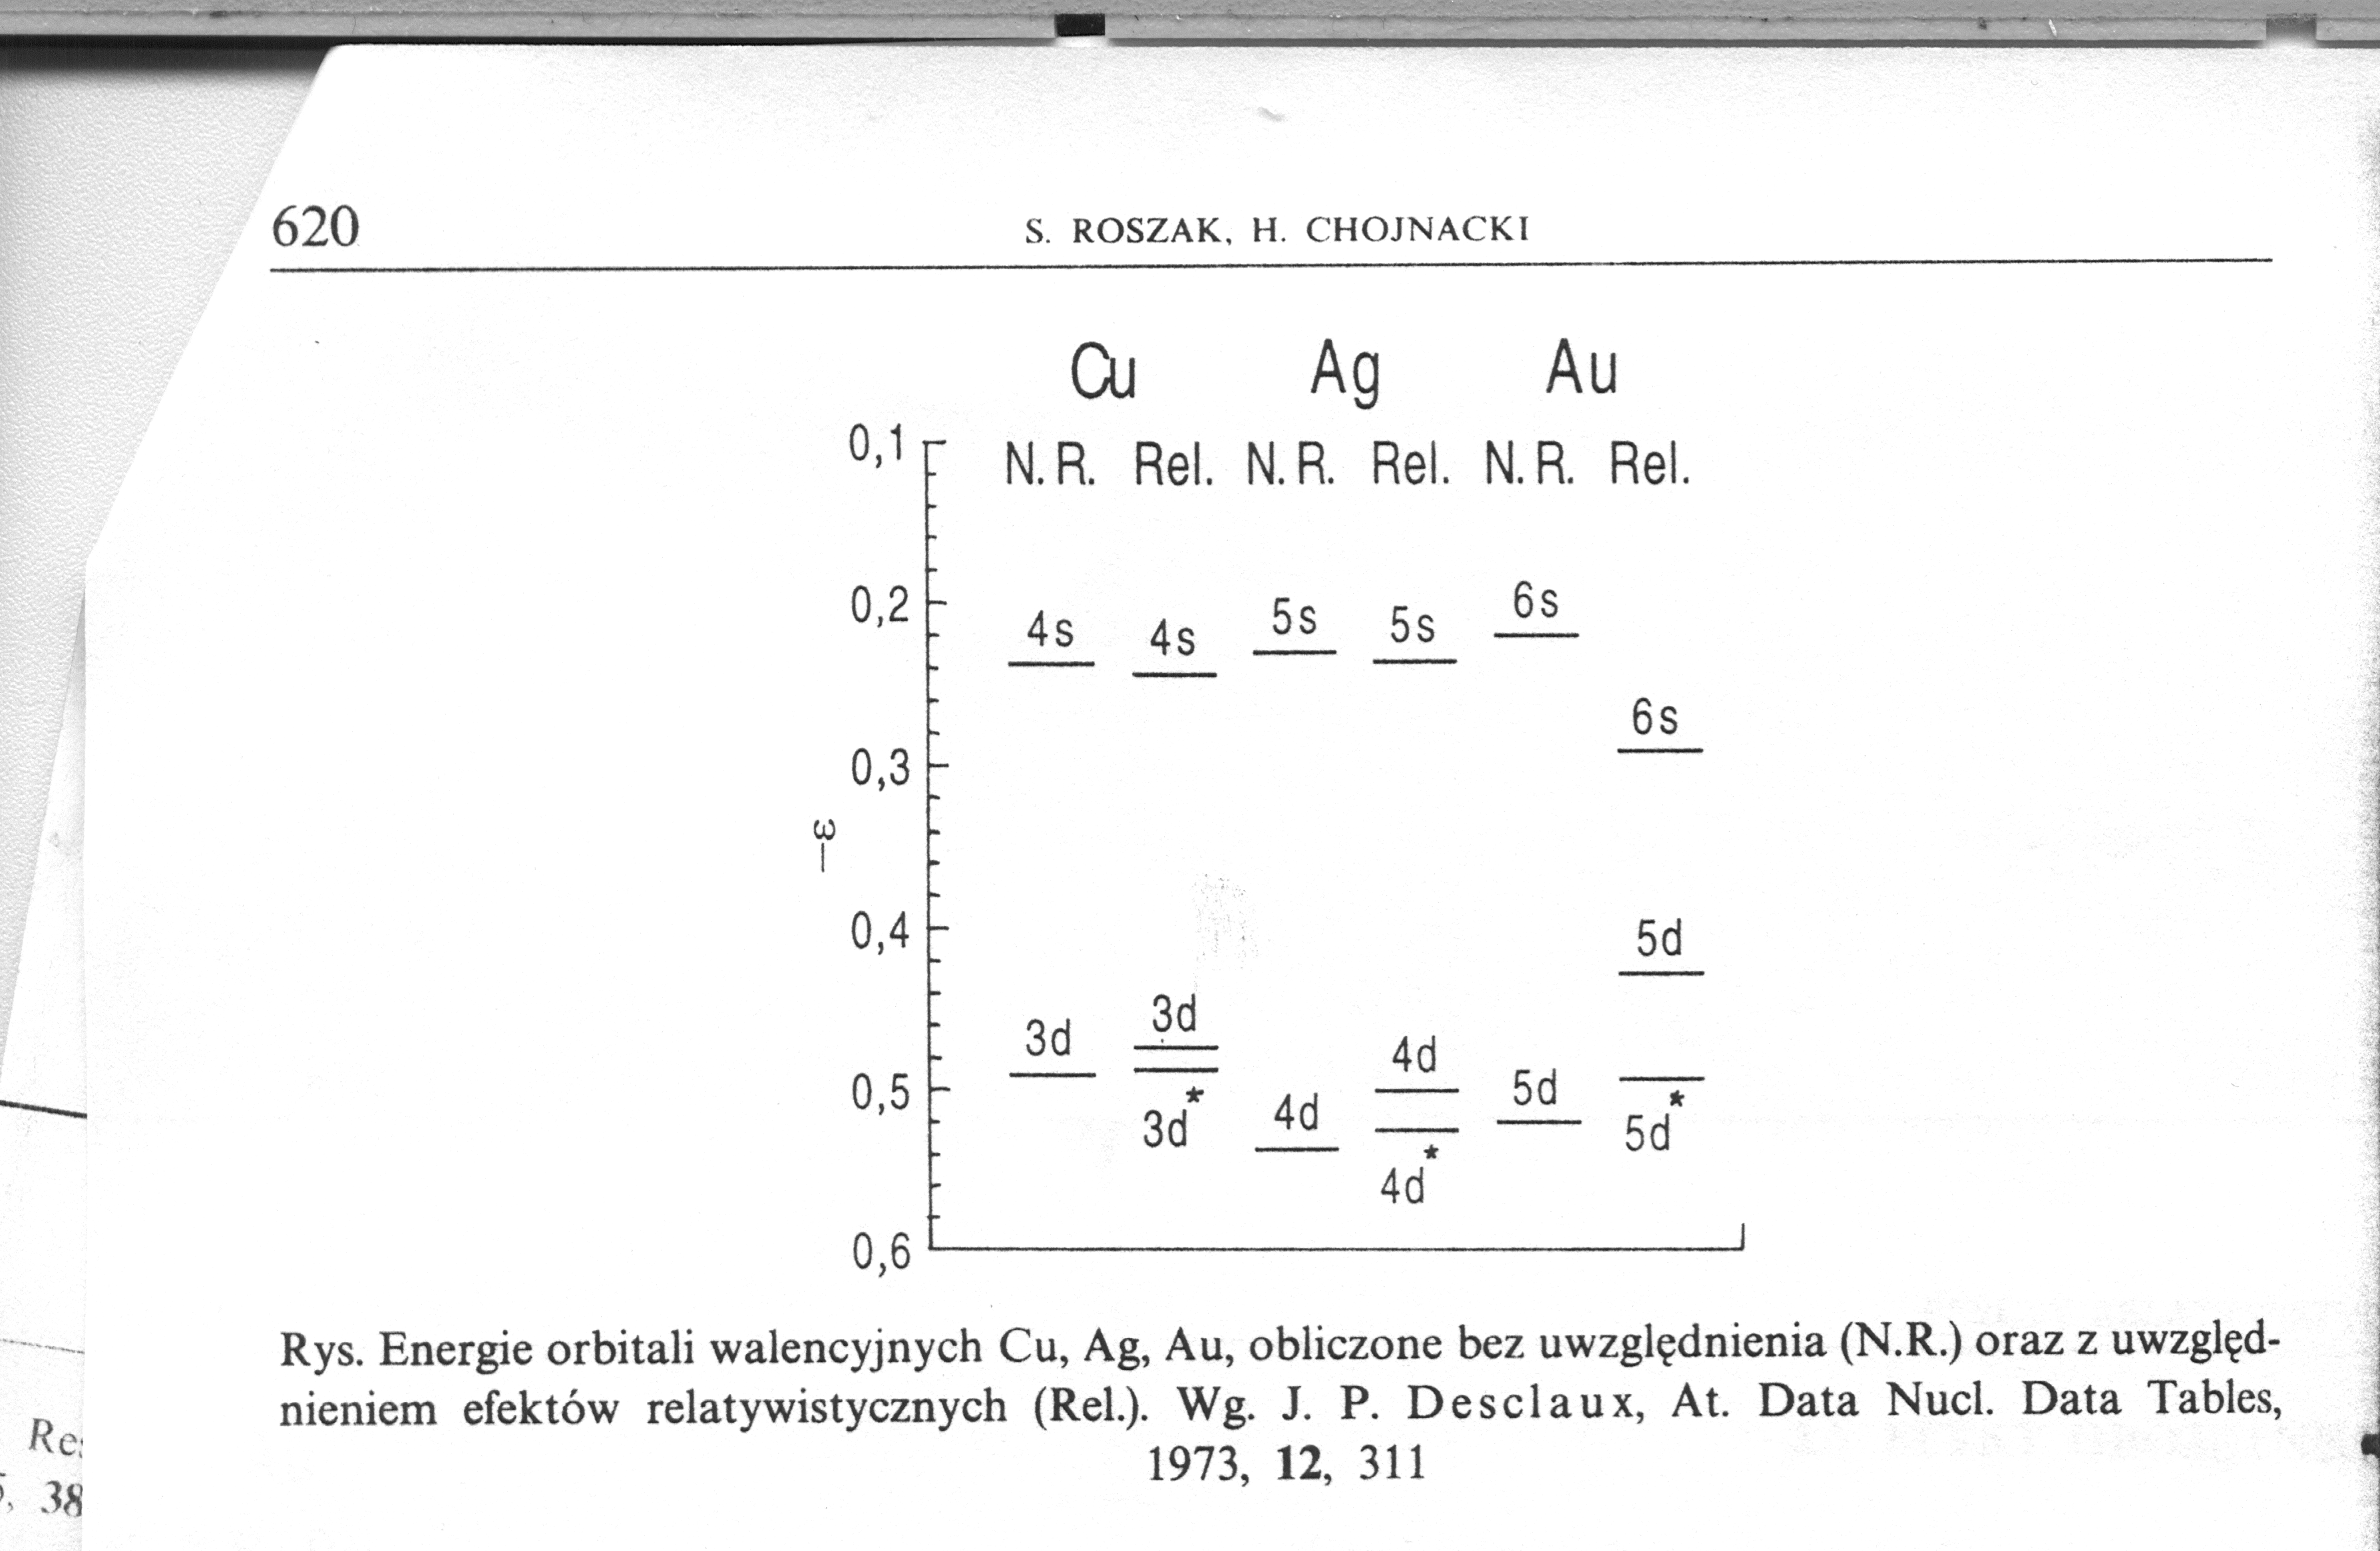 620
S. ROSZAK, H. CHOJNACKI
Cu Ag Au
N.R. Rel. N.R. Rel. N.R. Rel.
0,1
0,2
0,3
0,4
0,5
0,6
–ε
4s 4s 5s 5s 6s
6s
5d
3d 3d 4d 4d 5d
3d* 4d* 5d*
Rys. Energie orbitali walencyjnych Cu, Ag, Au, obliczone bez uwzględnienia (N.R.) oraz z uwzględ-
nieniem efektów relatywistycznych (Rel.). Wg. J. P. Desclaux, At. Data Nucl. Data Tables,
1973, 12, 311
38